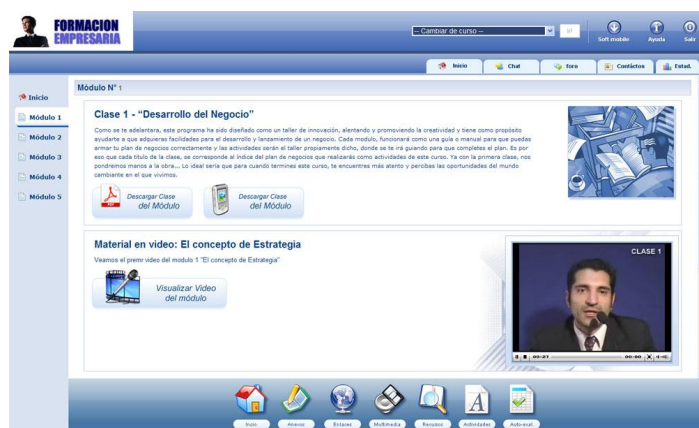 FORMACION
EMPRESARIA
-- Cambiar de curso --
Ir
Soft mobile
Ayuda
Salir
Inicio
Chat
foro
Contáctos
Estad.
Módulo N° 1
Inicio
Módulo 1
Módulo 2
Módulo 3
Módulo 4
Módulo 5
Clase 1 - “Desarrollo del Negocio”
Como se te adelantara, este programa ha sido diseñado como un taller de innovación, alentando y promoviendo la creatividad y tiene como propósito
ayudarte a que adquieras facilidades para el desarrollo y lanzamiento de un negocio. Cada modulo, funcionará como una guía o manual para que puedas
armar tu plan de negocios correctamente y las actividades serán el taller propiamente dicho, donde se te irá guiando para que completes el plan. Es por
eso que cada título de la clase, se corresponde al índice del plan de negocios que realizarás como actividades de este curso. Ya con la primera clase, nos
pondremos manos a la obra... Lo ideal sería que para cuando termines este curso, te encuentres más atento y percibas las oportunidades del mundo
cambiante en el que vivimos.
Descargar Clase
del Módulo
Descargar Clase
del Módulo
Material en video: El concepto de Estrategia
Veamos el premr video del modulo 1 "El concepto de Estrategia"
Visualizar Video
del módulo
CLASE 1
00:27
00:00
Inicio
Anexos
Enlaces
Multimedia
Recursos
Actividades
Auto-eval.